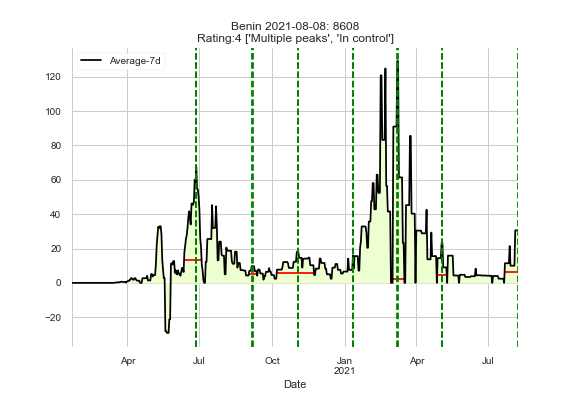 Benin 2021-08-08: 8608
Rating:4 ['Multiple peaks', 'In control']
Average-7d
120
100
80
60
40
20
0
−20
Apr
Jul
Oct
Jan
2021
Apr
Jul
Date